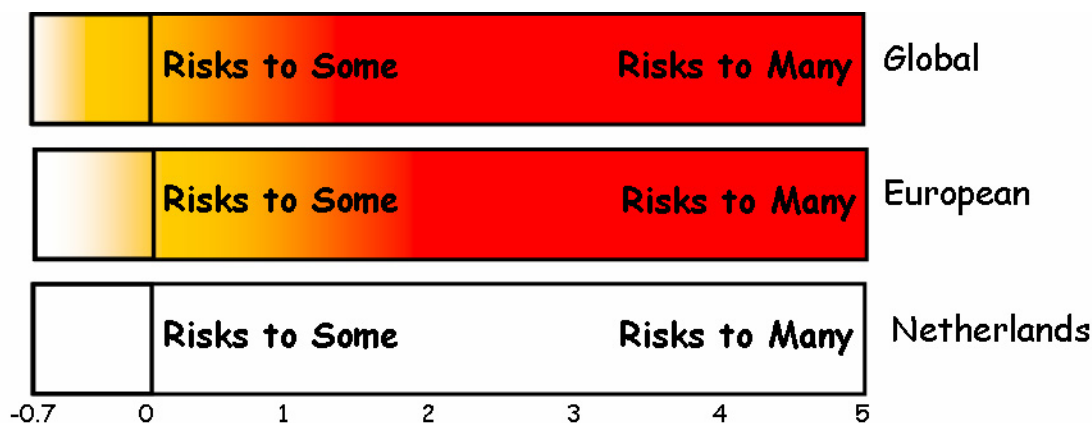 Risks to Some Risks to Many Global
Risks to Some Risks to Many European
Risks to Some Risks to Many Netherlands
-0.7 0 1 2 3 4 5